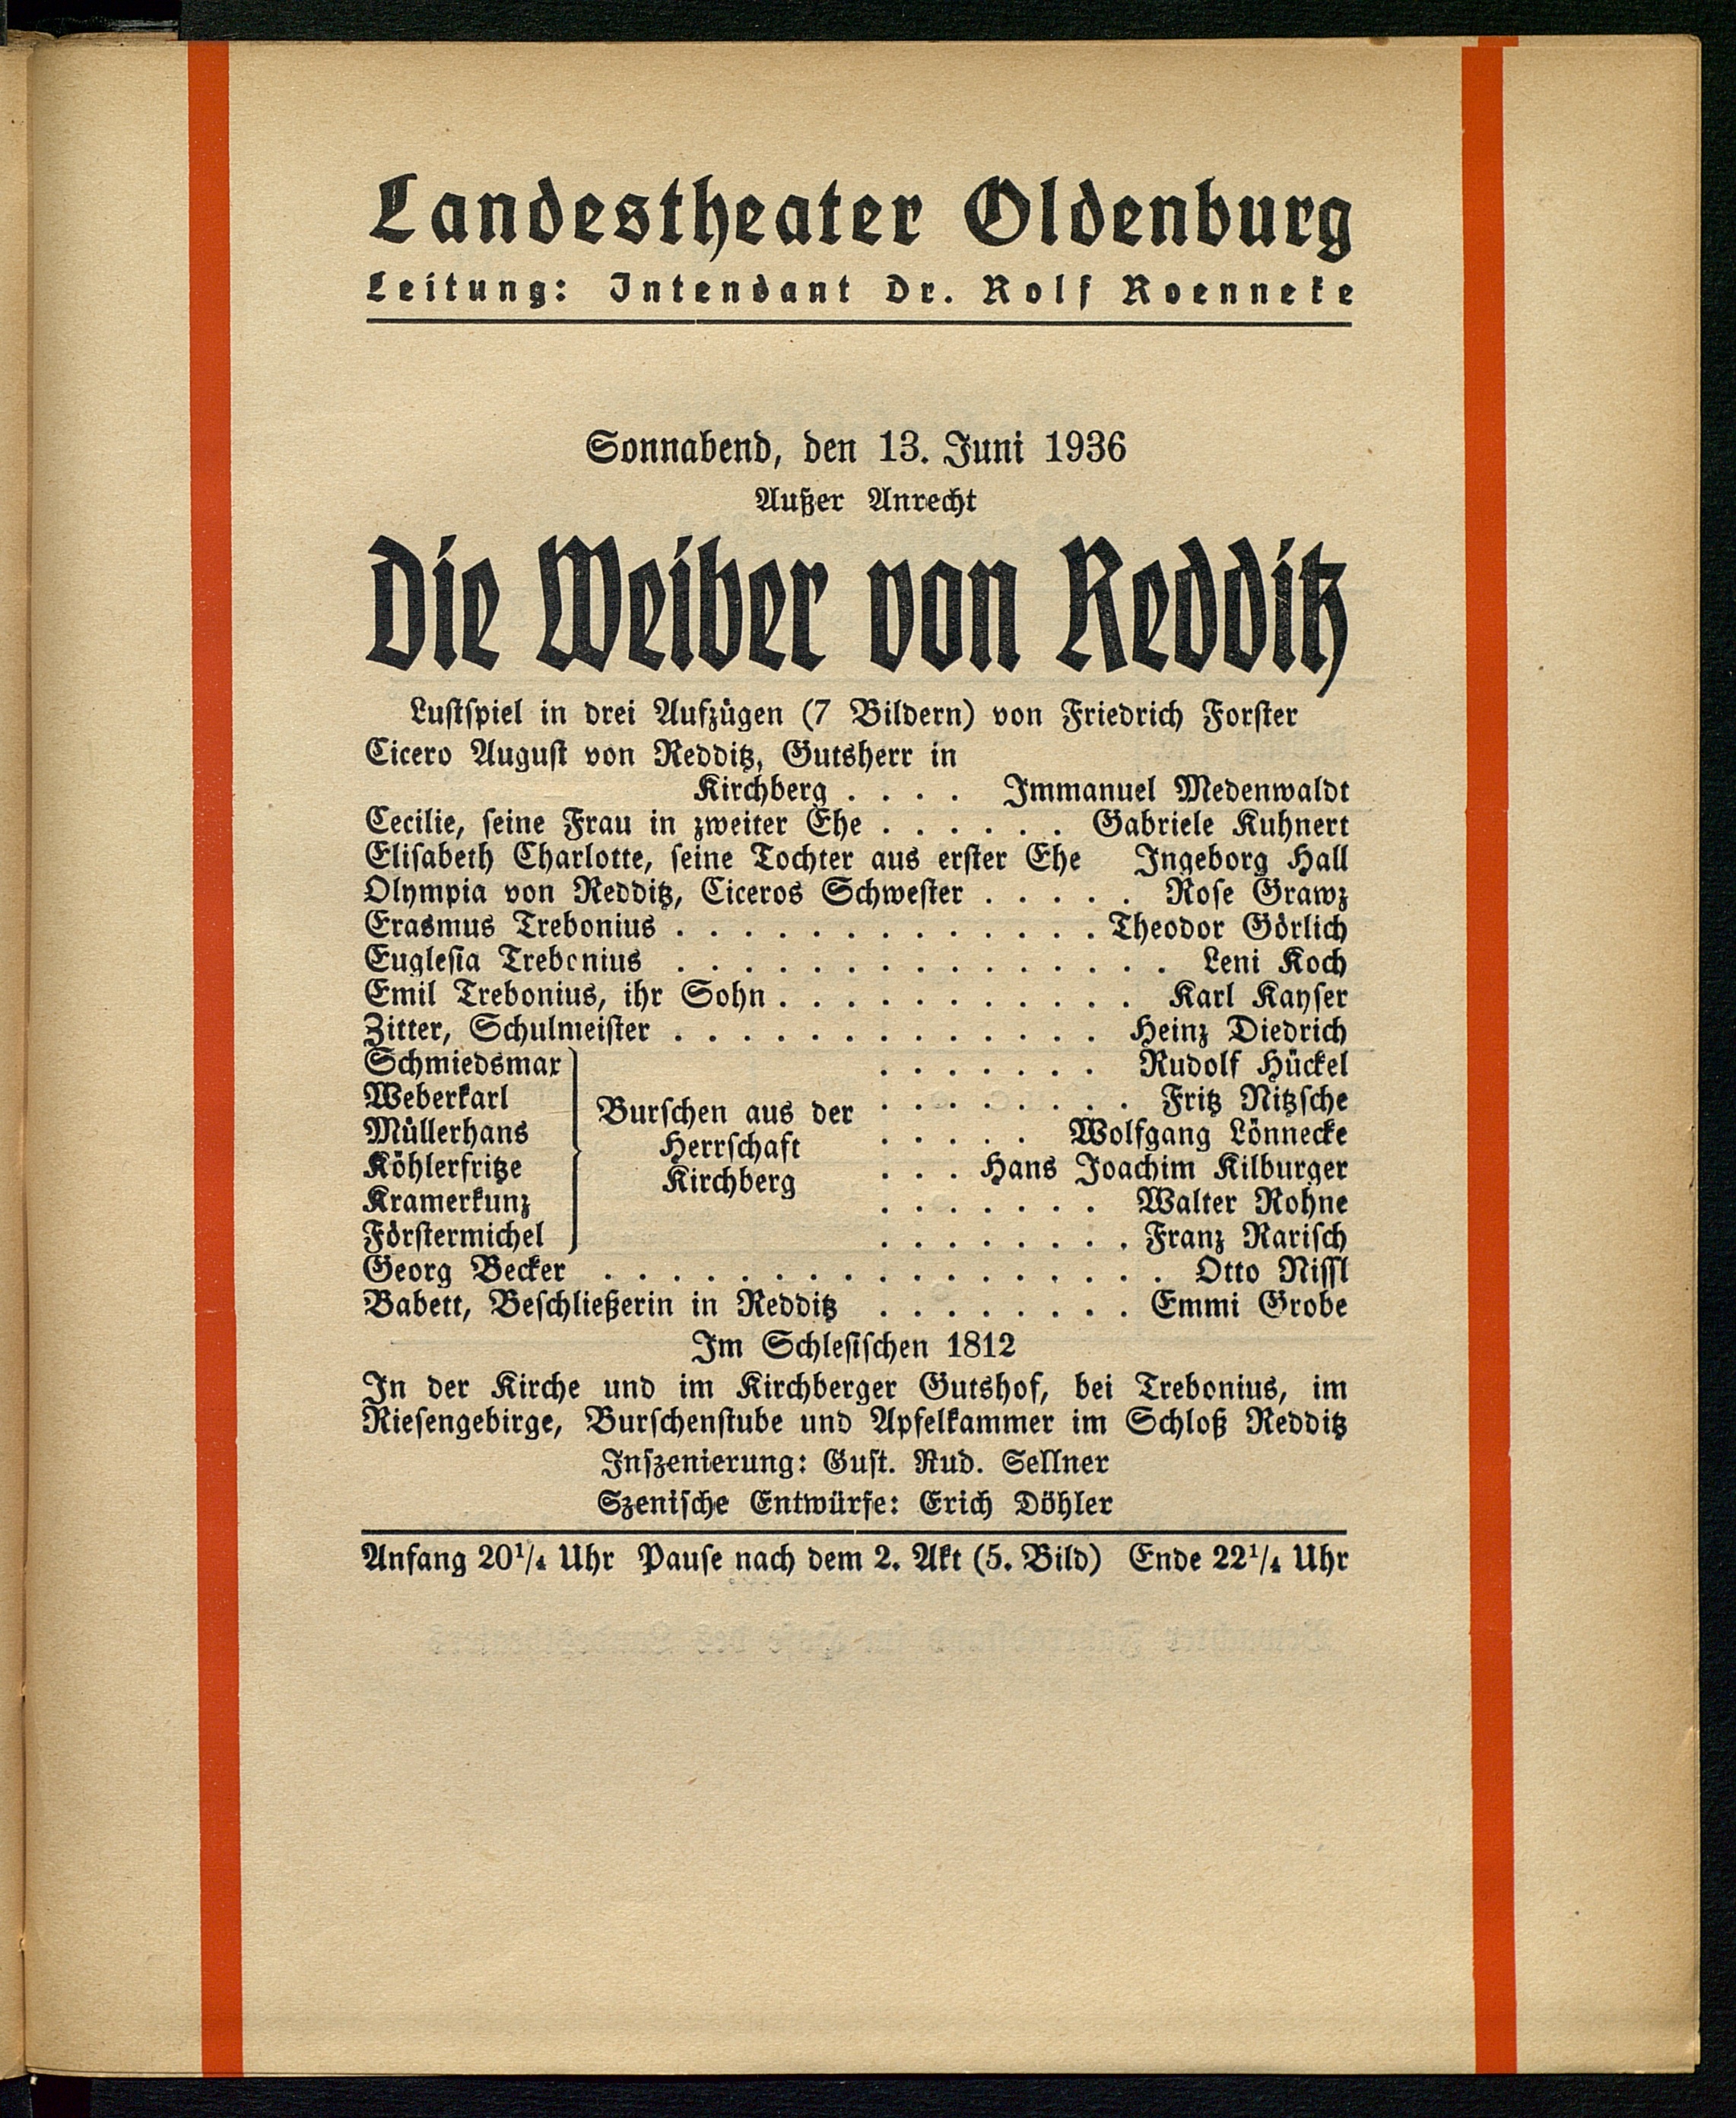 Landestheater Oldenburg
Leitung: Intendant Dr. Rolf Roenneke
Sonnabend, den 13. Juni 1936
Außer Anrecht
Die Weiber von Redditz
Lustspiel in drei Aufzügen (7 Bildern) von Friedrich Forster
Cicero August von Redditz, Gutsherr in
Kirchberg . . . . Immanuel Medenwaldt
Cecilie, seine Frau in zweiter Ehe . . . . . . Gabriele Kuhnert
Elisabeth Charlotte, seine Tochter aus erster Ehe Ingeborg Hall
Olympia von Redditz, Ciceros Schwester . . . . . Rose Grawz
Erasmus Trebonius . . . . . . . . . . . . . Theodor Görlich
Euglesia Trebonius . . . . . . . . . . . . . . . Leni Koch
Emil Trebonius, ihr Sohn . . . . . . . . . . . Karl Kayser
Zitter, Schulmeister . . . . . . . . . . . . . Heinz Diedrich
Schmiedsmax . . . . . . . Rudolf Hückel
Weberkarl . . . . . . . . Fritz Nitzsche
Burschen aus der
Müllerhans . . . . . Wolfgang Lönnecke
Herrschaft
Köhlerfritze . . . Hans Joachim Kilburger
Kirchberg
Kramerkunz . . . . . . . Walter Rohne
Förstermichel . . . . . . . . Franz Rarisch
Georg Becker . . . . . . . . . . . . . . . . . Otto Nissl
Babett, Beschließerin in Redditz . . . . . . . . Emmi Grobe
Im Schlesischen 1812
In der Kirche und im Kirchberger Gutshof, bei Trebonius, im
Riesengebirge, Burschenstube und Apfelkammer im Schloß Redditz
Inszenierung: Gust. Rud. Sellner
Szenische Entwürfe: Erich Döhler
Anfang 20¹/₄ Uhr Pause nach dem 2. Akt (5. Bild) Ende 22¹/₄ Uhr